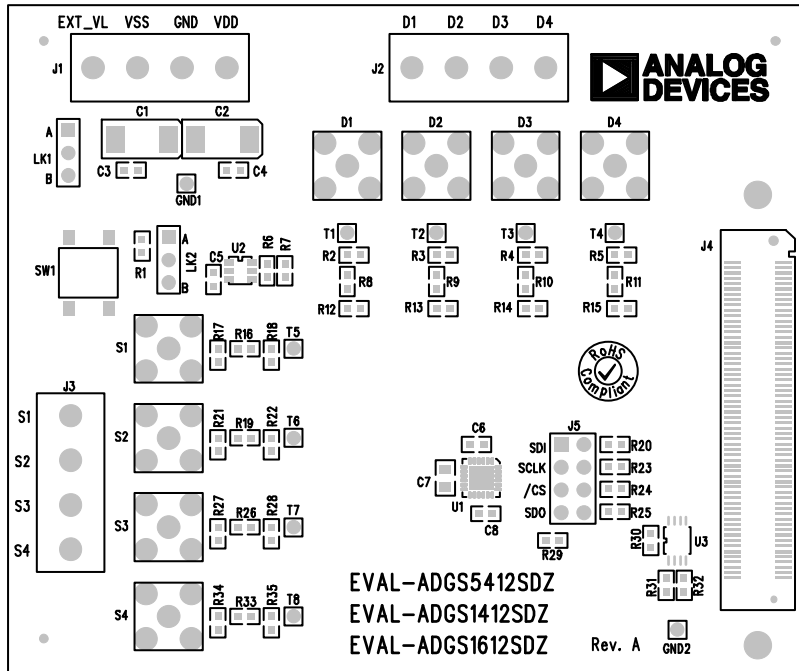 EXT_VL VSS GND VDD
D1 D2 D3 D4
J1
J2
ANALOG
DEVICES
C1 C2
D1 D2 D3 D4
A
LK1
B
C3 C4
GND1
T1 T2 T3 T4
J4
SW1
R1
A
LK2
B
C5
U2
R6
R7
R2 R3 R4 R5
R8 R9 R10 R11
R12 R13 R14 R15
S1
R17
R16
R18
T5
RoHS
Compliant
J3
S1
S2
S3
S4
S2
R21
R19
R22
T6
C6
J5
SDI
SCLK
/CS
SDO
R20
R23
R24
R25
C7
U1
C8
S3
R27
R26
R28
T7
R29
R30
U3
R31
R32
S4
R34
R33
R35
T8
EVAL-ADGS5412SDZ
EVAL-ADGS1412SDZ
EVAL-ADGS1612SDZ
Rev. A
GND2